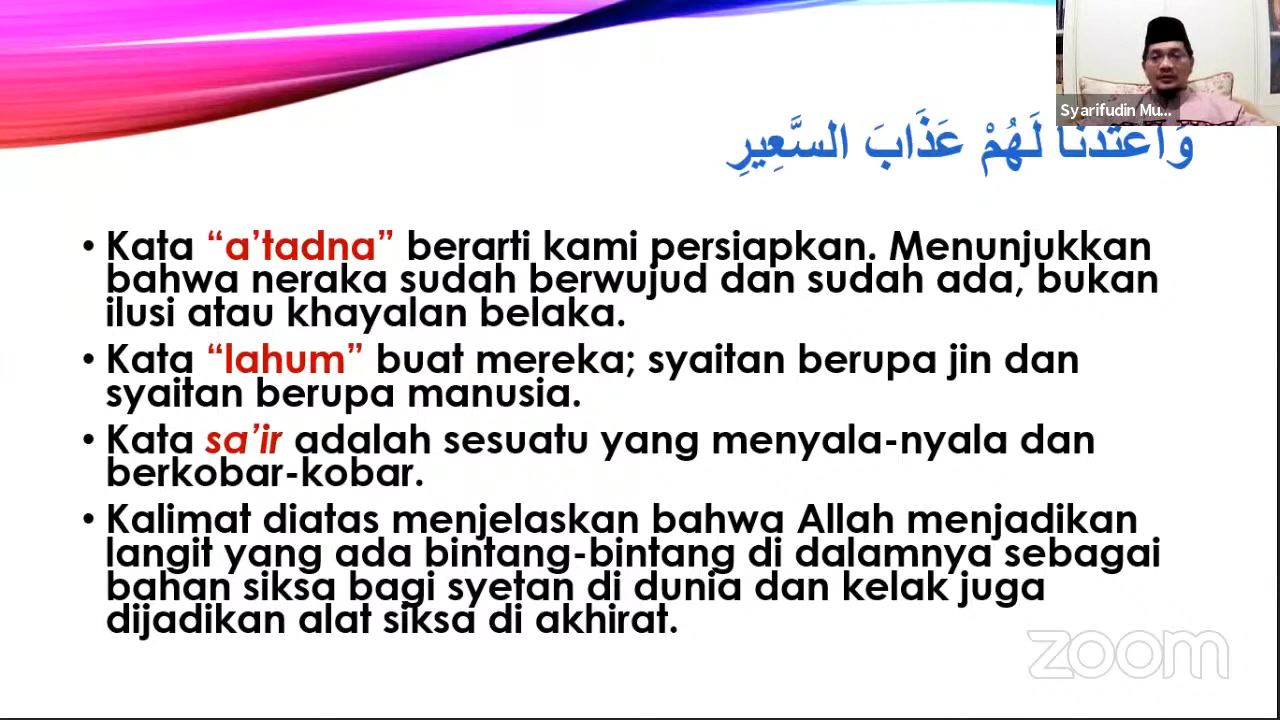 Syarifudin Mu...
وَأَعْتَدْنَا لَهُمْ عَذَابَ السَّعِيرِ
• Kata “a’tadna” berarti kami persiapkan. Menunjukkan
bahwa neraka sudah berwujud dan sudah ada, bukan
ilusi atau khayalan belaka.
• Kata “lahum” buat mereka; syaitan berupa jin dan
syaitan berupa manusia.
• Kata sa’ir adalah sesuatu yang menyala-nyala dan
berkobar-kobar.
• Kalimat diatas menjelaskan bahwa Allah menjadikan
langit yang ada bintang-bintang di dalamnya sebagai
bahan siksa bagi syetan di dunia dan kelak juga
dijadikan alat siksa di akhirat.
zoom